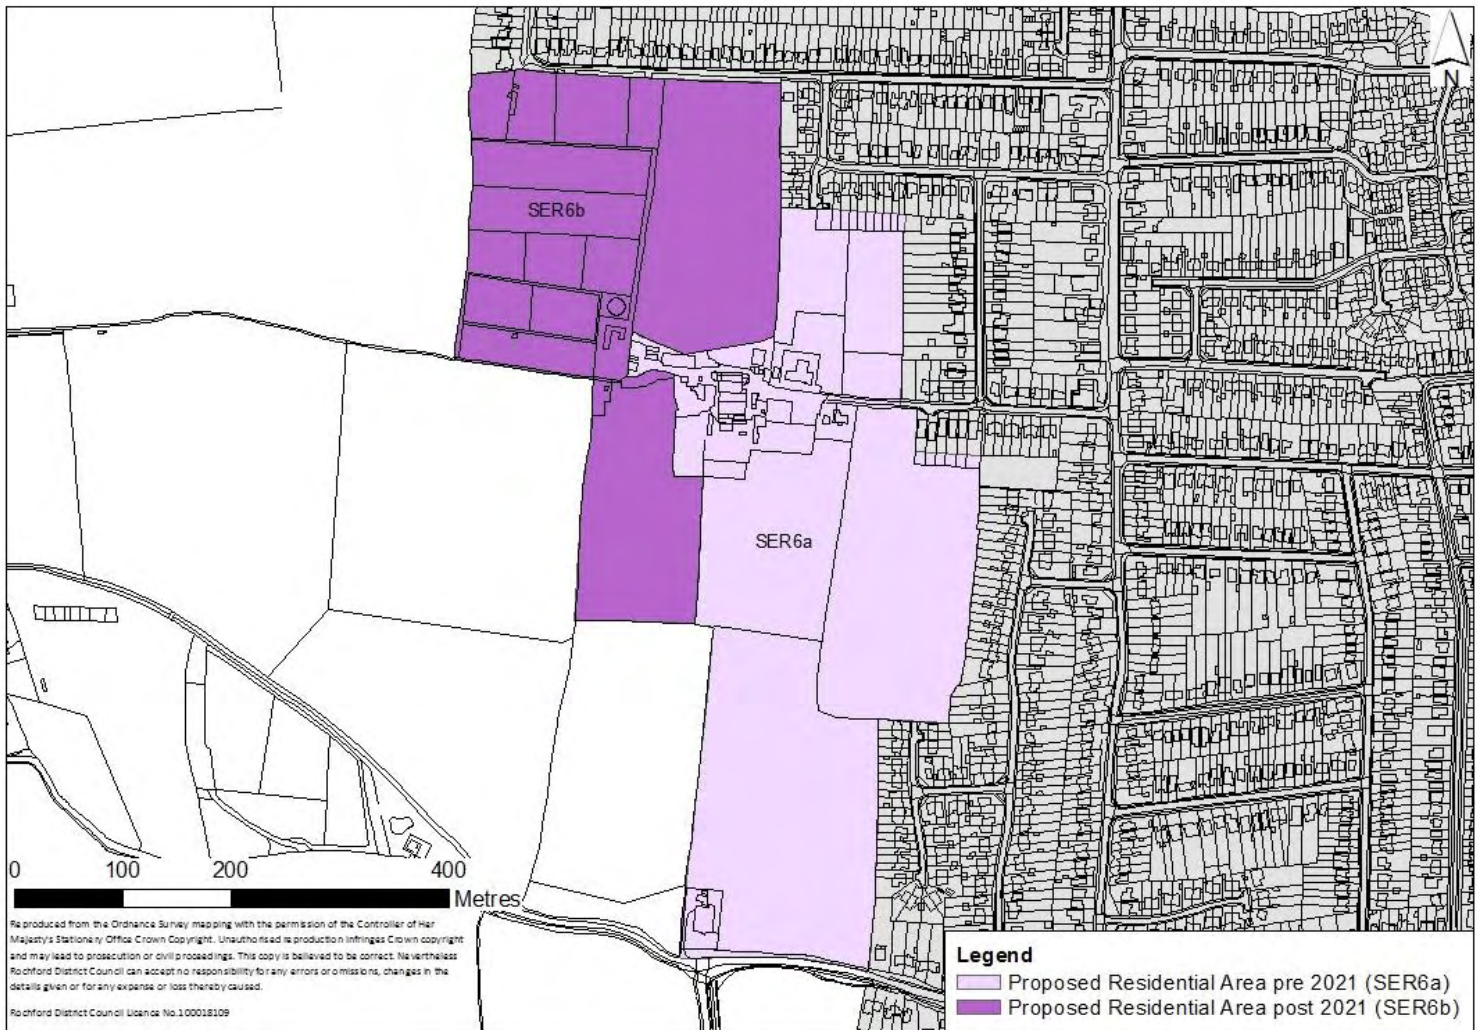 N
SER6b
SER6a
0 100 200 400
Metres
Reproduced from the Ordnance Survey mapping with the permission of the Controller of Her
Majesty's Stationery Office Crown Copyright. Unauthorised reproduction infringes Crown copyright
and may lead to prosecution or civil proceedings. This copy is believed to be correct. Nevertheless
Rochford District Council can accept no responsibility for any errors or omissions, changes in the
details given or for any expense or loss thereby caused.
Rochford District Council Licence No.100018109
Legend
Proposed Residential Area pre 2021 (SER6a)
Proposed Residential Area post 2021 (SER6b)